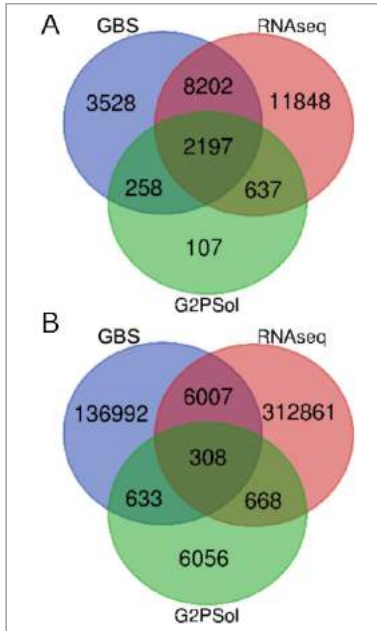 A
GBS
RNAseq
3528
8202
11848
2197
258
637
107
G2PSol
B
GBS
RNAseq
136992
6007
312861
308
633
668
6056
G2PSol